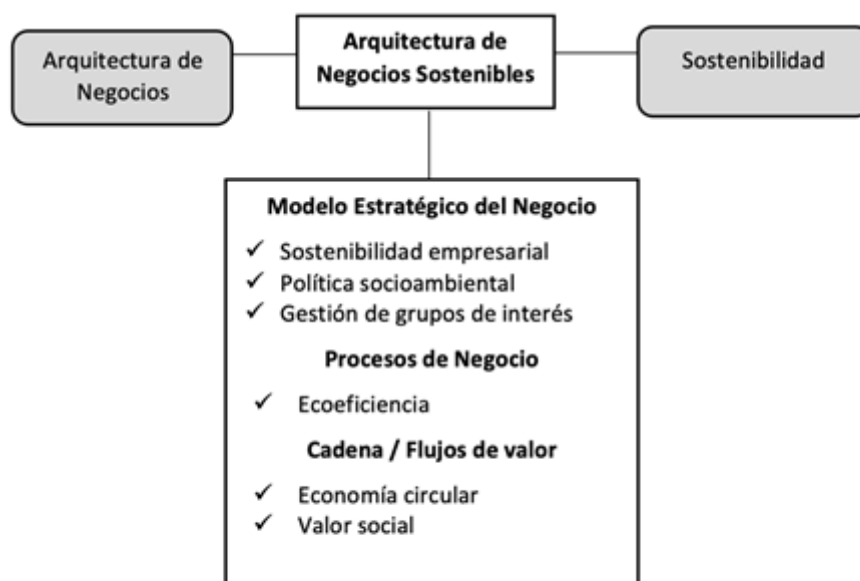 Arquitectura de
Negocios
Arquitectura de
Negocios Sostenibles
Sostenibilidad
Modelo Estratégico del Negocio
✓ Sostenibilidad empresarial
✓ Política socioambiental
✓ Gestión de grupos de interés
Procesos de Negocio
✓ Ecoeficiencia
Cadena / Flujos de valor
✓ Economía circular
✓ Valor social